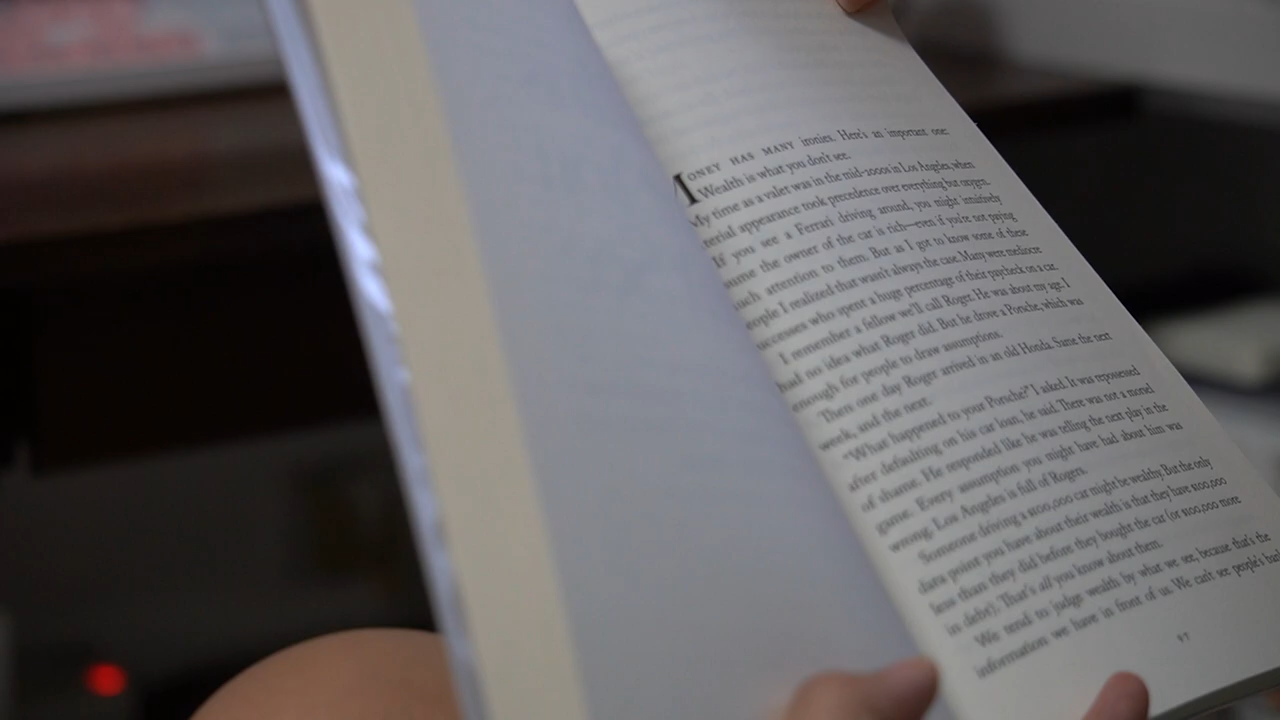 MONEY HAS MANY ironies. Here's an important one:
Wealth is what you don't see.
My time as a valet was in the mid-2000s in Los Angeles, when
terial appearance took precedence over everything but oxygen.
If you see a Ferrari driving around, you might intuitively
ume the owner of the car is rich—even if you're not paying
uch attention to them. But as I got to know some of these
eople I realized that wasn't always the case. Many were mediocre
uccesses who spent a huge percentage of their paycheck on a car.
I remember a fellow we'll call Roger. He was about my age. I
had no idea what Roger did. But he drove a Porsche, which was
enough for people to draw assumptions.
Then one day Roger arrived in an old Honda. Same the next
week, and the next.
"What happened to your Porsche?" I asked. It was repossessed
after defaulting on his car loan, he said. There was not a morsel
of shame. He responded like he was telling the next play in the
game. Every assumption you might have had about him was
wrong. Los Angeles is full of Rogers.
Someone driving a $100,000 car might be wealthy. But the only
data point you have about their wealth is that they have $100,000
less than they did before they bought the car (or $100,000 more
in debt). That's all you know about them.
We tend to judge wealth by what we see, because that's the
information we have in front of us. We can't see people's ban
97